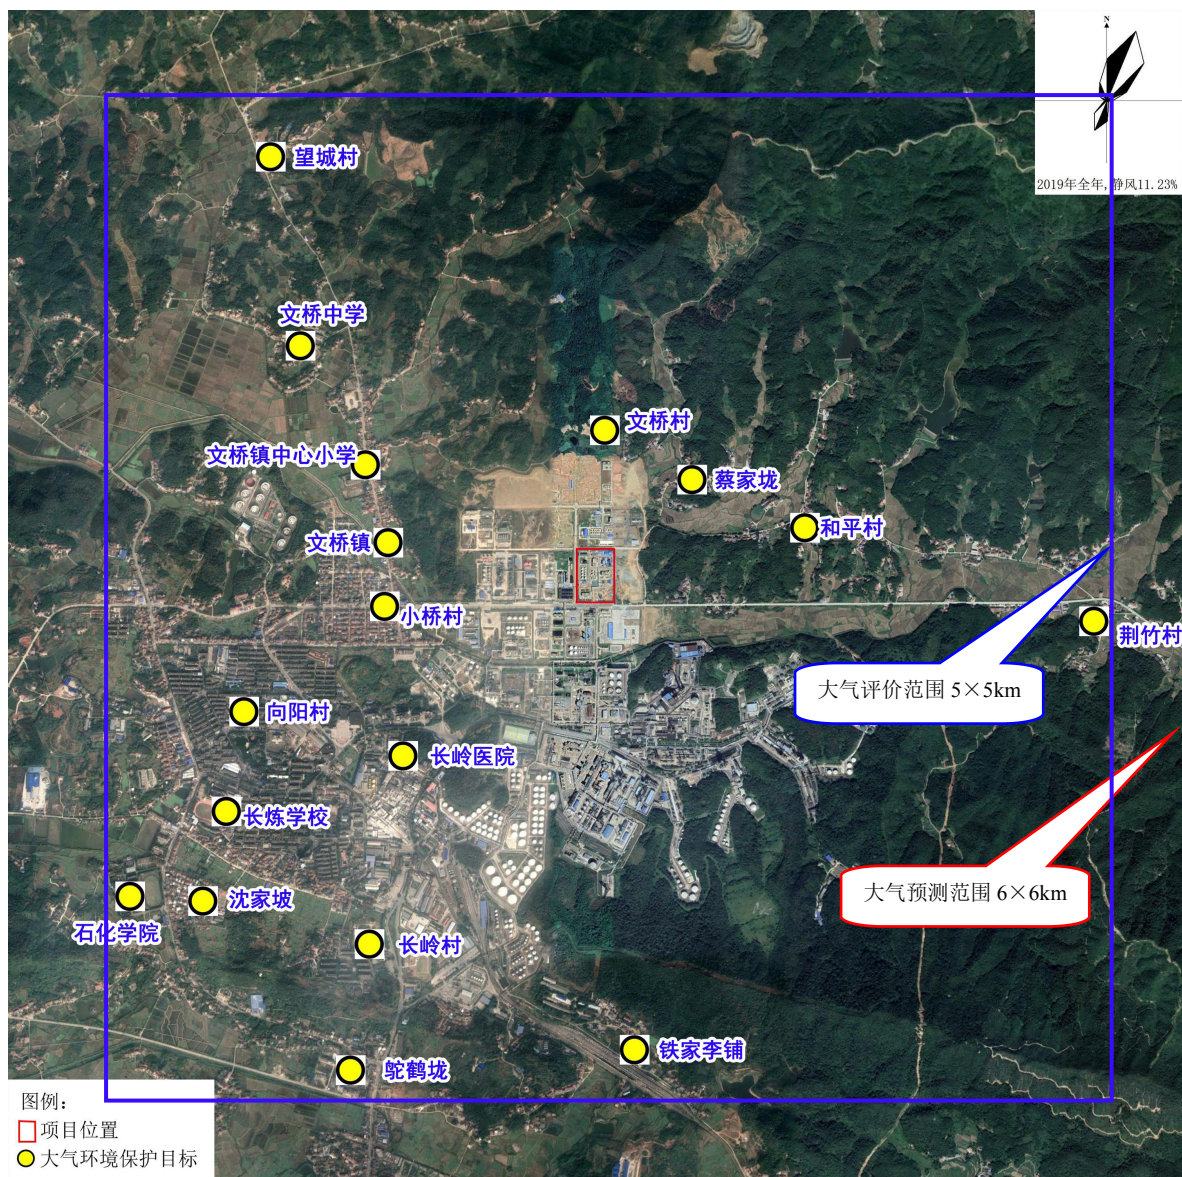 N
2019年全年,静风11.23%
望城村
文桥中学
文桥村
文桥镇中心小学
蔡家垅
和平村
文桥镇
小桥村
荆竹村
大气评价范围 5×5km
向阳村
长岭医院
长炼学校
大气预测范围 6×6km
沈家坡
石化学院
长岭村
铁家李铺
鸵鹤垅
图例:
项目位置
大气环境保护目标